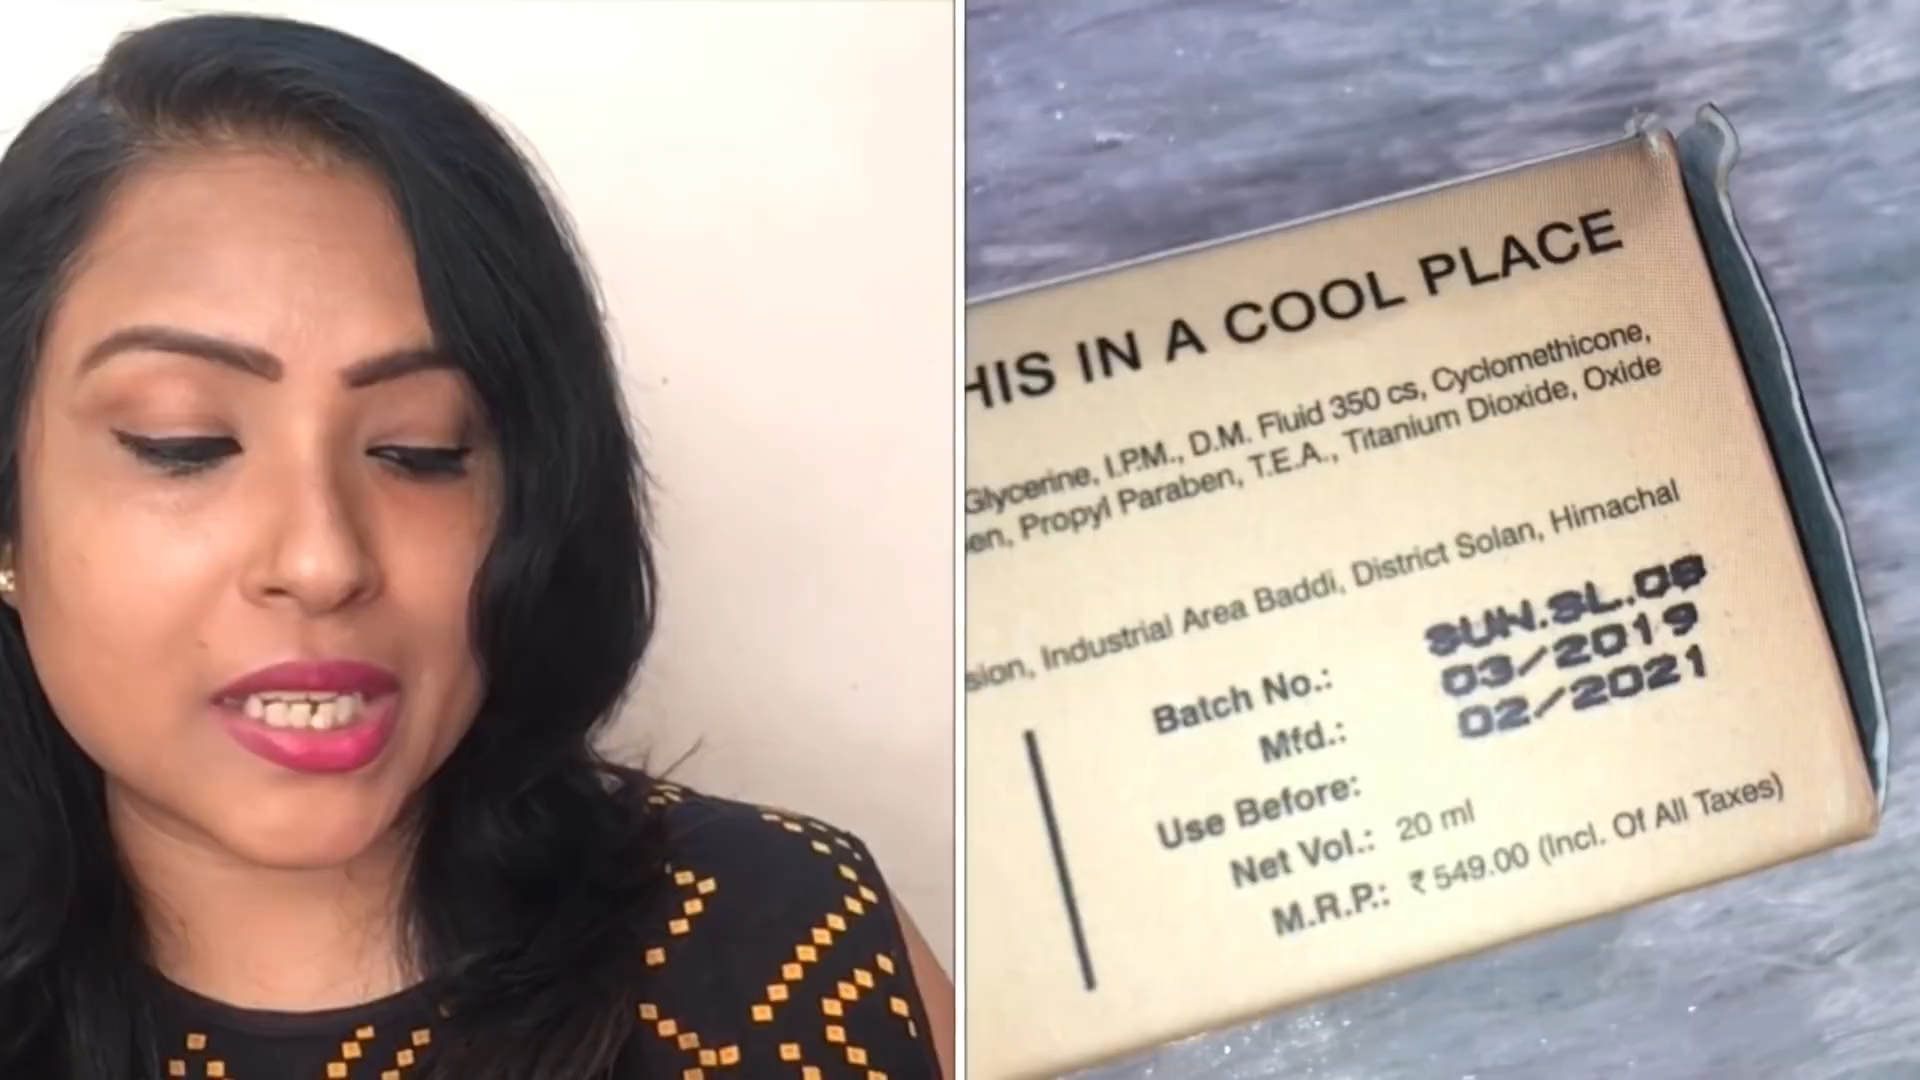 HIS IN A COOL PLACE
Glycerine, I.P.M., D.M. Fluid 350 cs, Cyclomethicone,
en, Propyl Paraben, T.E.A., Titanium Dioxide, Oxide
sion, Industrial Area Baddi, District Solan, Himachal
Batch No.: SUN.SL.08
Mfd.: 03/2019
Use Before: 02/2021
Net Vol.: 20 ml
M.R.P.: ₹ 549.00 (Incl. Of All Taxes)